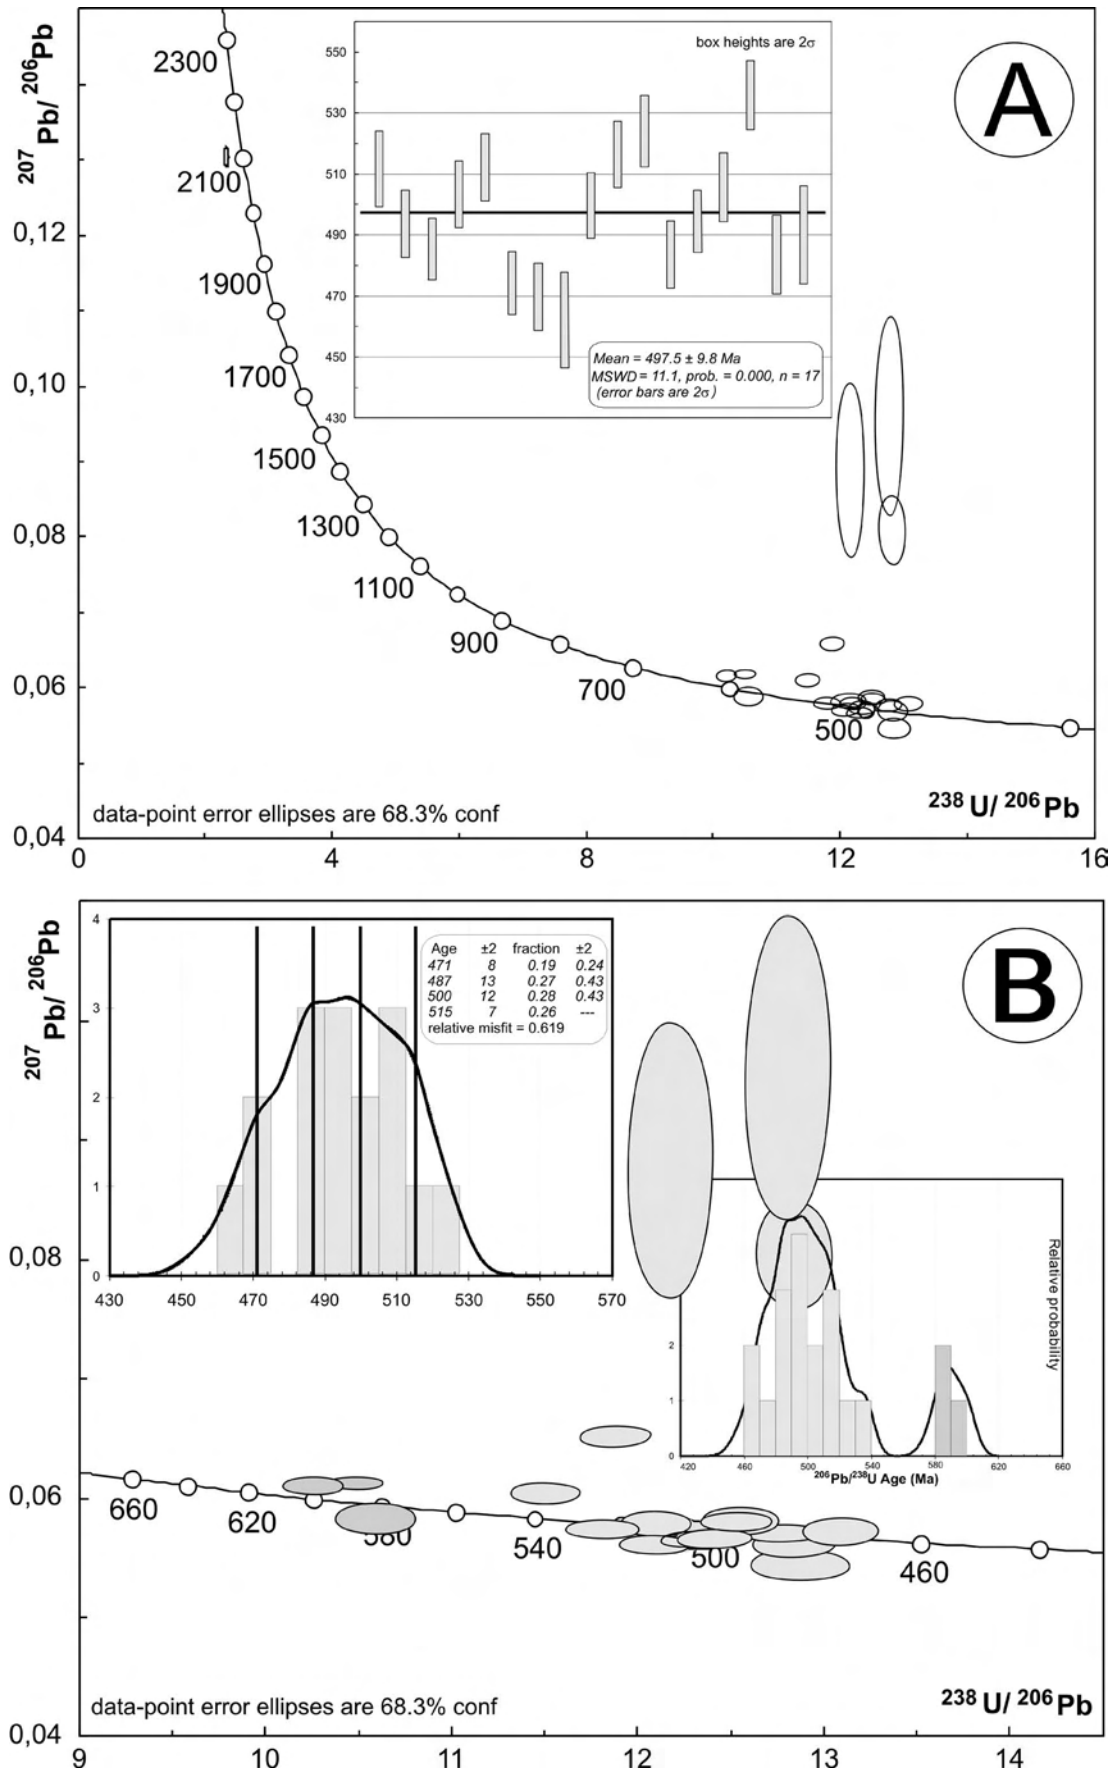 207Pb/ 206Pb
0,12
0,10
0,08
0,06
0,04
2300
2100
1900
1700
1500
1300
1100
900
700
500
550
530
510
490
470
450
430
box heights are 2σ
Mean = 497.5 ± 9.8 Ma
MSWD = 11.1, prob. = 0.000, n = 17
(error bars are 2σ)
A
data-point error ellipses are 68.3% conf
238 U/ 206 Pb
0 4 8 12 16
207Pb/ 206Pb
0,08
0,06
0,04
4
3
2
1
0
430 450 470 490 510 530 550 570
Age ±2 fraction ±2
471 8 0.19 0.24
487 13 0.27 0.43
500 12 0.28 0.43
515 7 0.26 ---
relative misfit = 0.619
B
2
1
0
420 460 500 540 580 620 660
206Pb/238U Age (Ma)
Relative probability
660 620 580 540 500 460
data-point error ellipses are 68.3% conf
238 U/ 206 Pb
9 10 11 12 13 14